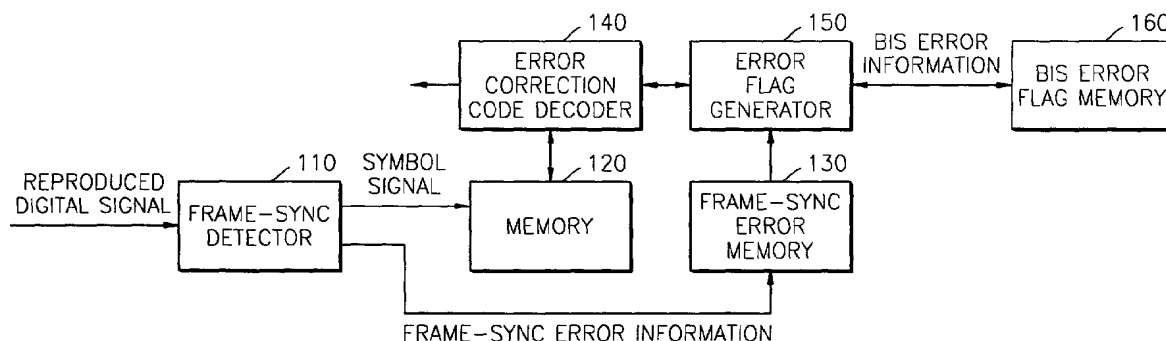 140
150
160
ERROR
CORRECTION
CODE DECODER
ERROR
FLAG
GENERATOR
BIS ERROR
INFORMATION
BIS ERROR
FLAG MEMORY
110
120
130
REPRODUCED
DIGITAL SIGNAL
FRAME-SYNC
DETECTOR
SYMBOL
SIGNAL
MEMORY
FRAME-SYNC
ERROR
MEMORY
FRAME-SYNC ERROR INFORMATION